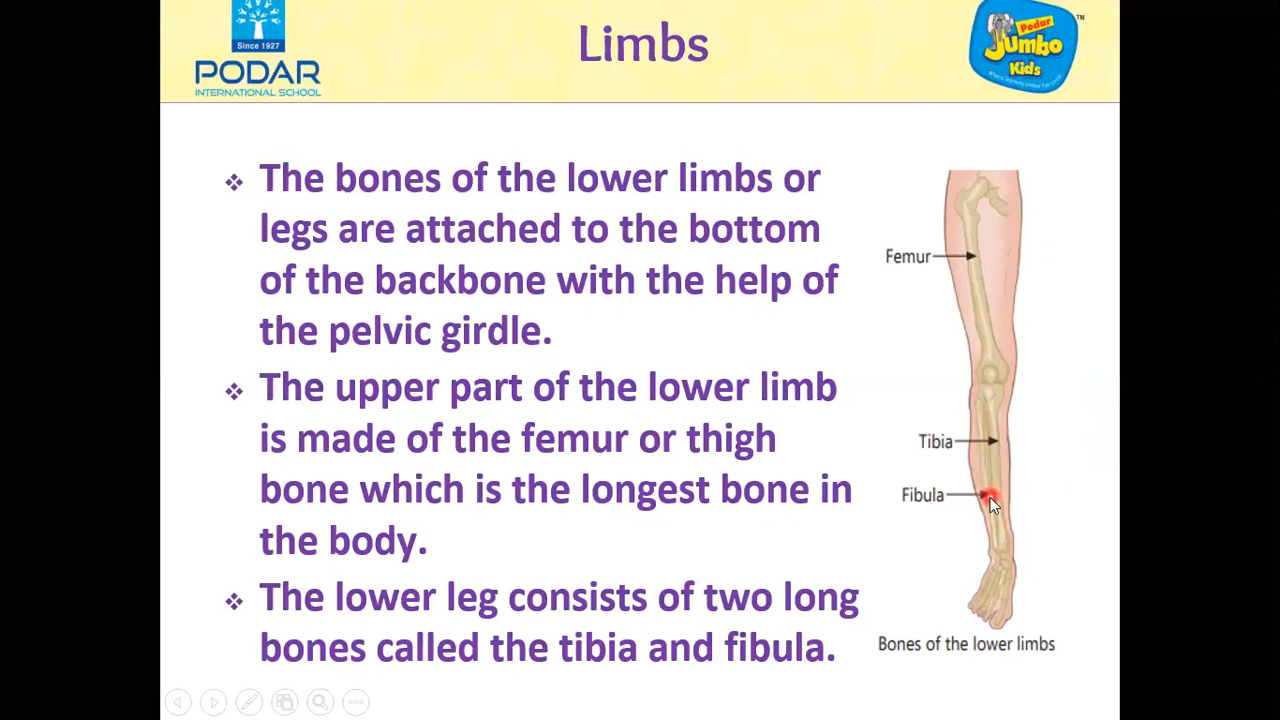 Limbs
Since 1927
PODAR
INTERNATIONAL SCHOOL
Podar
Jumbo
Kids
TM
The bones of the lower limbs or
legs are attached to the bottom
of the backbone with the help of
the pelvic girdle.
The upper part of the lower limb
is made of the femur or thigh
bone which is the longest bone in
the body.
The lower leg consists of two long
bones called the tibia and fibula.
Femur
Tibia
Fibula
Bones of the lower limbs